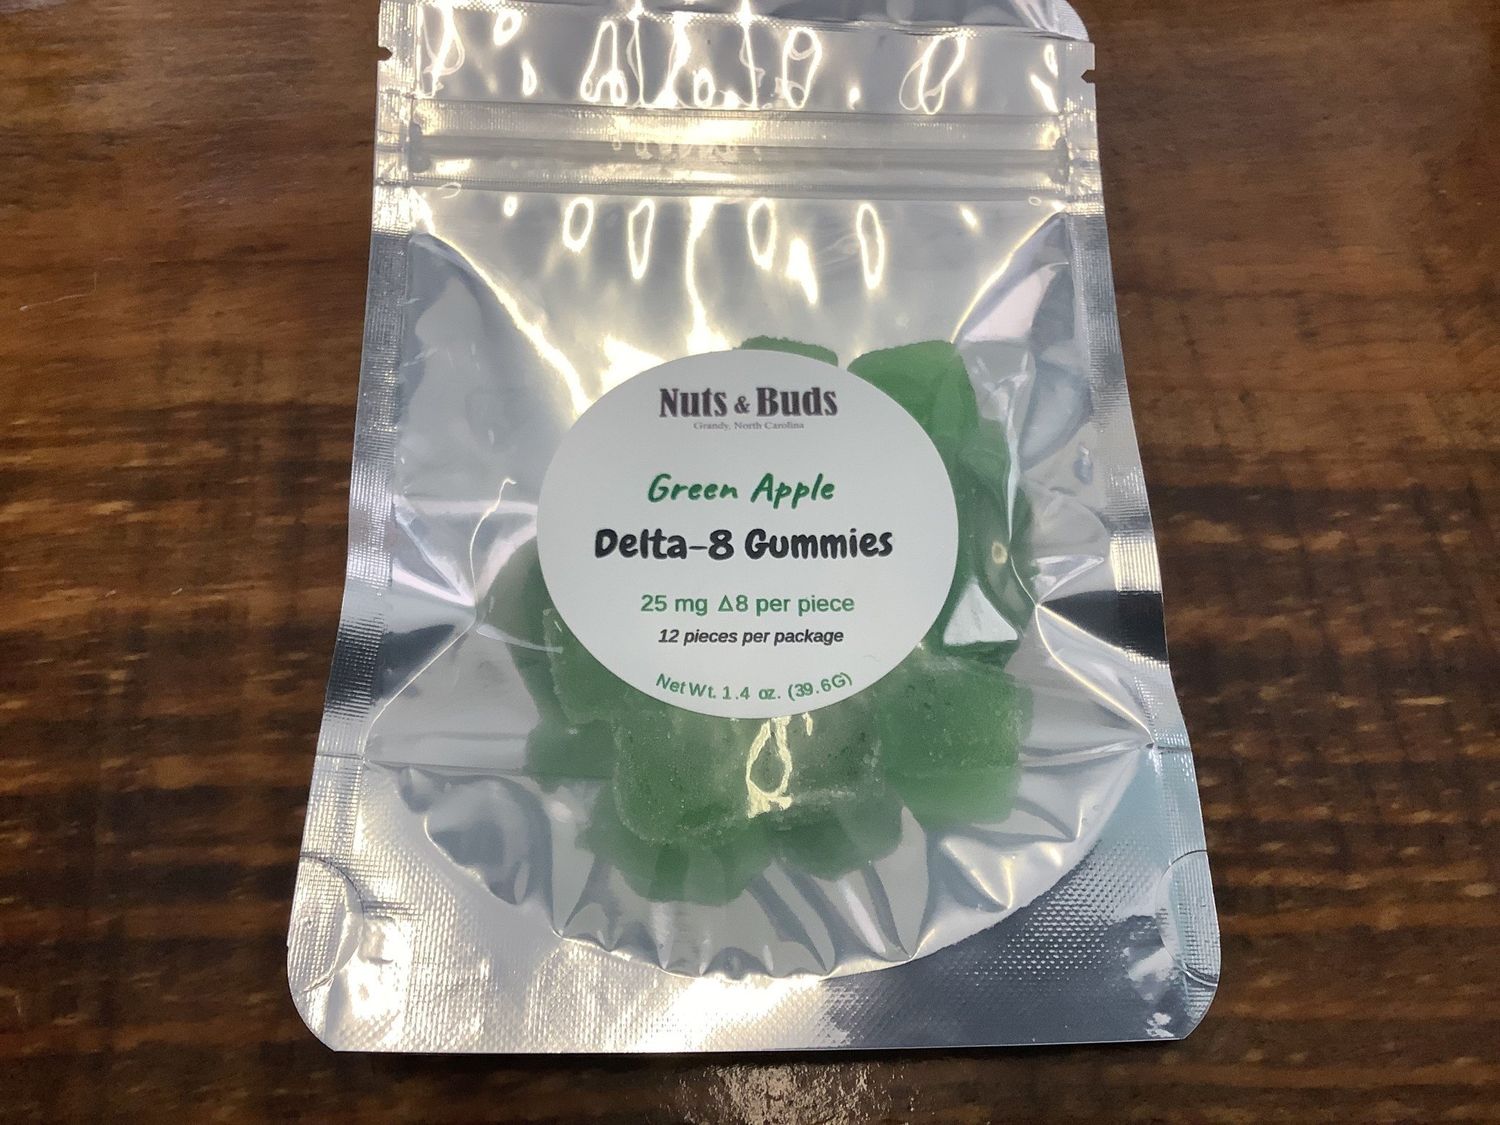 Nuts & Buds
Grandy, North Carolina
Green Apple
Delta-8 Gummies
25 mg Δ8 per piece
12 pieces per package
Net Wt. 1.4 oz. (39.6G)